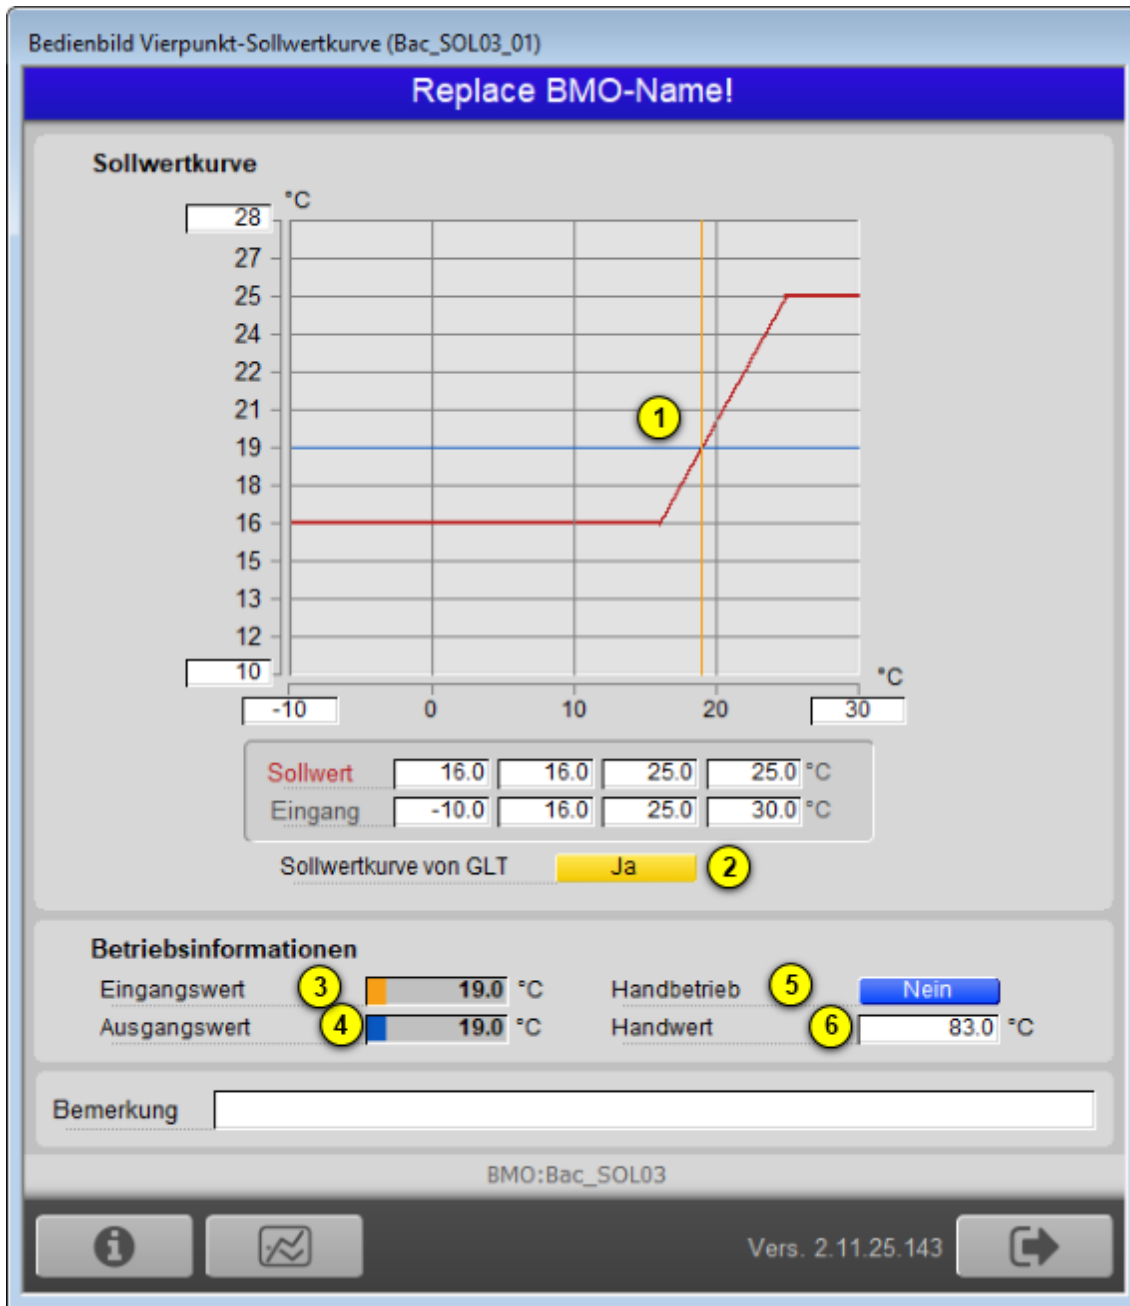 Bedienbild Vierpunkt-Sollwertkurve (Bac_SOL03_01)
Replace BMO-Name!
Sollwertkurve
°C
28
27
25
24
22
21
1
19
18
16
15
13
12
10
°C
-10 0 10 20 30
Sollwert 16.0 16.0 25.0 25.0 °C
Eingang -10.0 16.0 25.0 30.0 °C
Sollwertkurve von GLT Ja 2
Betriebsinformationen
Eingangswert 3 19.0 °C Handbetrieb 5 Nein
Ausgangswert 4 19.0 °C Handwert 6 83.0 °C
Bemerkung
BMO:Bac_SOL03
Vers. 2.11.25.143